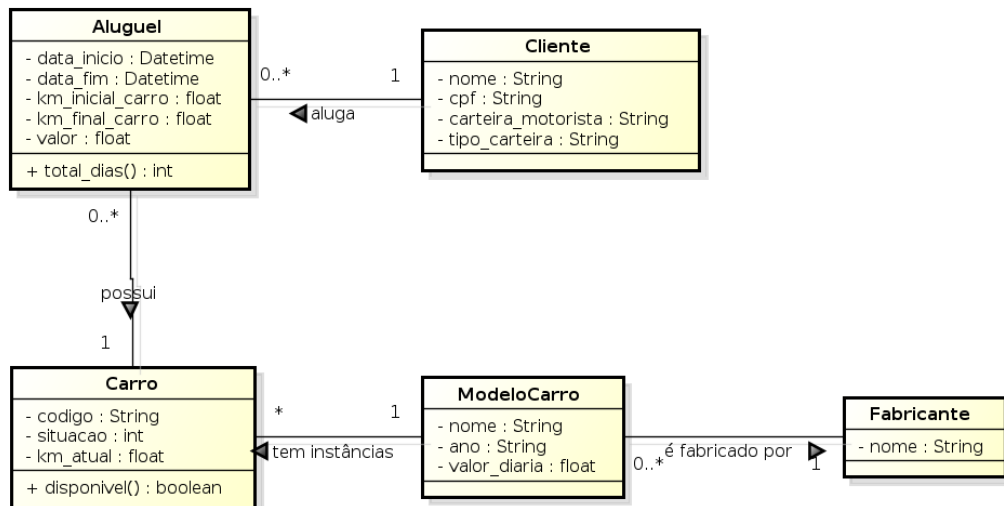 Aluguel
- data_inicio : Datetime
- data_fim : Datetime
- km_inicial_carro : float
- km_final_carro : float
- valor : float
+ total_dias() : int
0..*
1
aluga
Cliente
- nome : String
- cpf : String
- carteira_motorista : String
- tipo_carteira : String
0..*
possui
1
Carro
- codigo : String
- situacao : int
- km_atual : float
+ disponivel() : boolean
*
1
tem instâncias
ModeloCarro
- nome : String
- ano : String
- valor_diaria : float
0..*
é fabricado por
1
Fabricante
- nome : String